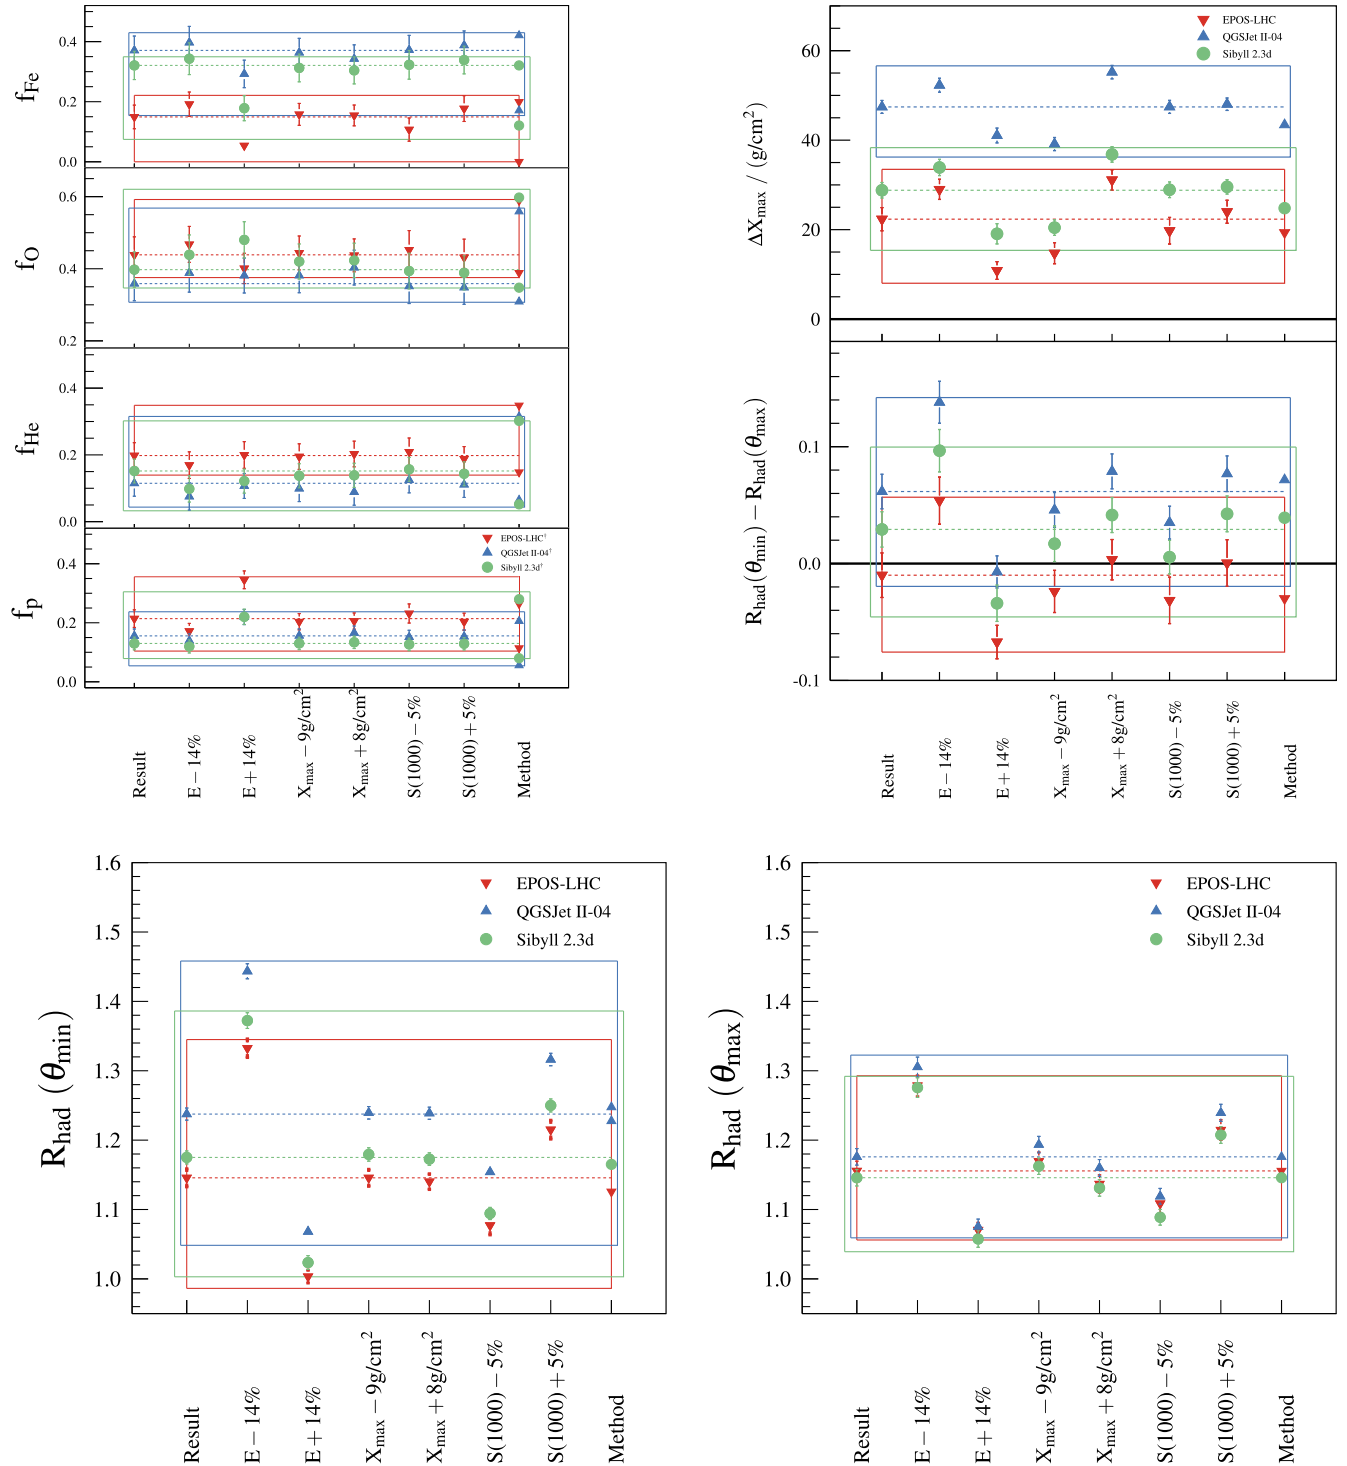 f_Fe
0.4
0.2
0.0
f_O
0.6
0.4
0.2
f_He
0.4
0.2
0.0
f_p
0.4
0.2
0.0
EPOS-LHC†
QGSJet II-04†
Sibyll 2.3d†
Result
E − 14%
E + 14%
X_max − 9g/cm²
X_max + 8g/cm²
S(1000) − 5%
S(1000) + 5%
Method
ΔX_max / (g/cm²)
60
40
20
0
EPOS-LHC
QGSJet II-04
Sibyll 2.3d
R_had(θ_min) − R_had(θ_max)
0.1
0.0
-0.1
Result
E − 14%
E + 14%
X_max − 9g/cm²
X_max + 8g/cm²
S(1000) − 5%
S(1000) + 5%
Method
R_had (θ_min)
1.6
1.5
1.4
1.3
1.2
1.1
1.0
EPOS-LHC
QGSJet II-04
Sibyll 2.3d
Result
E − 14%
E + 14%
X_max − 9g/cm²
X_max + 8g/cm²
S(1000) − 5%
S(1000) + 5%
Method
R_had (θ_max)
1.6
1.5
1.4
1.3
1.2
1.1
1.0
EPOS-LHC
QGSJet II-04
Sibyll 2.3d
Result
E − 14%
E + 14%
X_max − 9g/cm²
X_max + 8g/cm²
S(1000) − 5%
S(1000) + 5%
Method